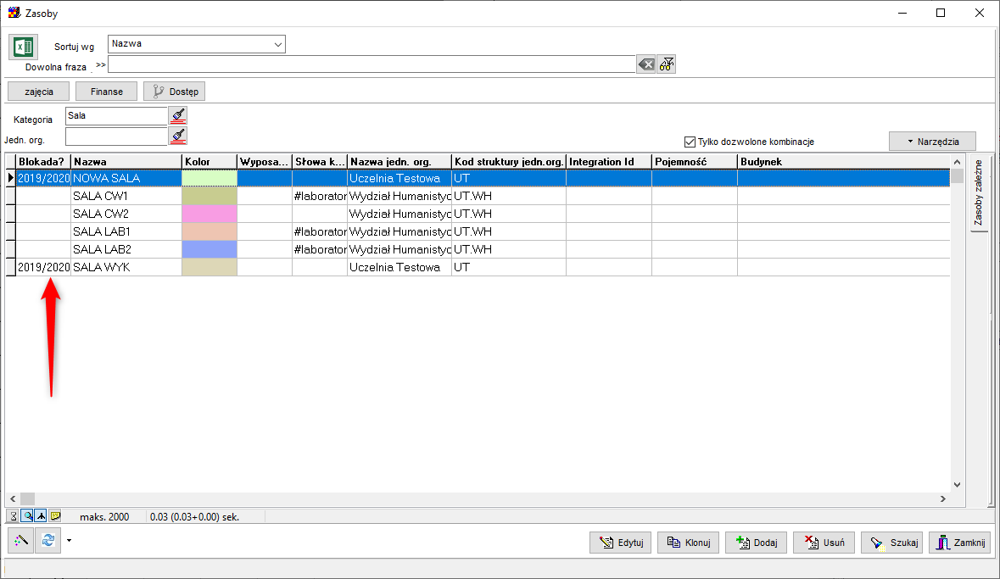 Zasoby
Sortuj wg Nazwa
Dowolna fraza >>
zajęcia Finanse Dostęp
Kategoria Sala
Jedn. org.
Tylko dozwolone kombinacje Narzędzia
Blokada? Nazwa Kolor Wyposa... Słowa k... Nazwa jedn. org. Kod struktury jedn.org. Integration Id Pojemność Budynek
2019/2020 NOWA SALA Uczelnia Testowa UT
SALA CW1 #laborator Wydział Humanistyc UT.WH
SALA CW2 Wydział Humanistyc UT.WH
SALA LAB1 #laborator Wydział Humanistyc UT.WH
SALA LAB2 #laborator Wydział Humanistyc UT.WH
2019/2020 SALA WYK Uczelnia Testowa UT
Zasoby zależne
maks. 2000 0.03 (0.03+0.00) sek.
Edytuj Klonuj Dodaj Usuń Szukaj Zamknij